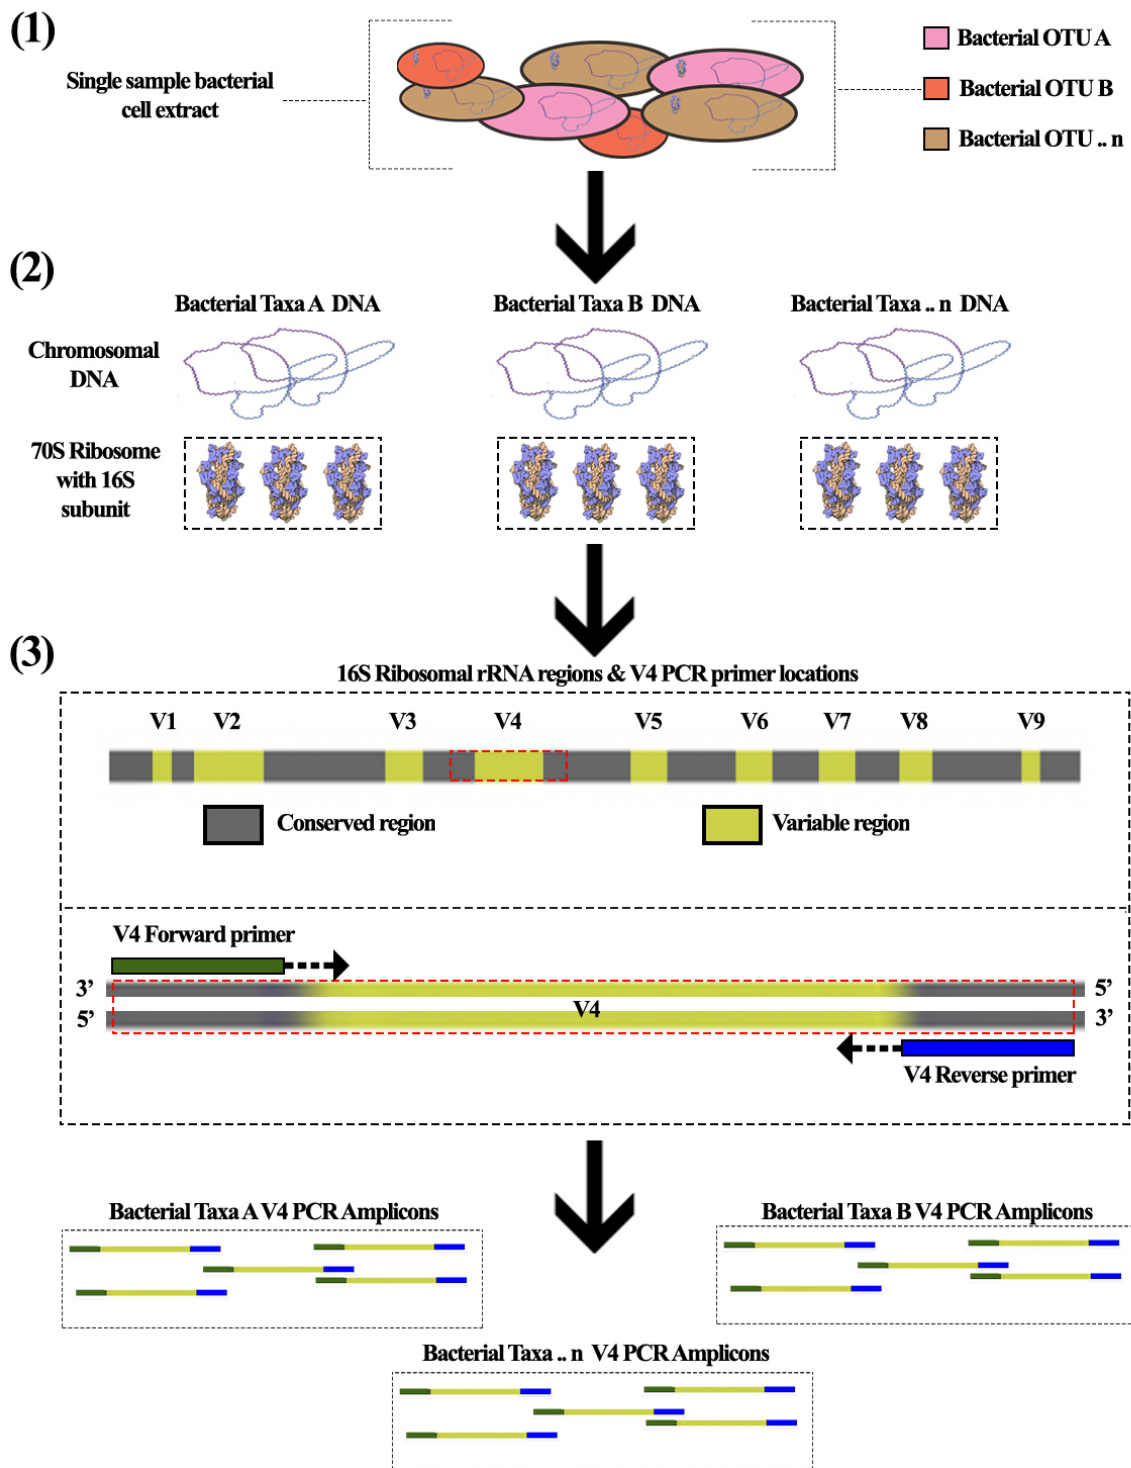 (1)
Single sample bacterial
cell extract
Bacterial OTU A
Bacterial OTU B
Bacterial OTU .. n
(2)
Bacterial Taxa A DNA
Bacterial Taxa B DNA
Bacterial Taxa .. n DNA
Chromosomal
DNA
70S Ribosome
with 16S
subunit
(3)
16S Ribosomal rRNA regions & V4 PCR primer locations
V1 V2 V3 V4 V5 V6 V7 V8 V9
Conserved region
Variable region
V4 Forward primer
3’ 5’
V4
5’ 3’
V4 Reverse primer
Bacterial Taxa A V4 PCR Amplicons
Bacterial Taxa B V4 PCR Amplicons
Bacterial Taxa .. n V4 PCR Amplicons